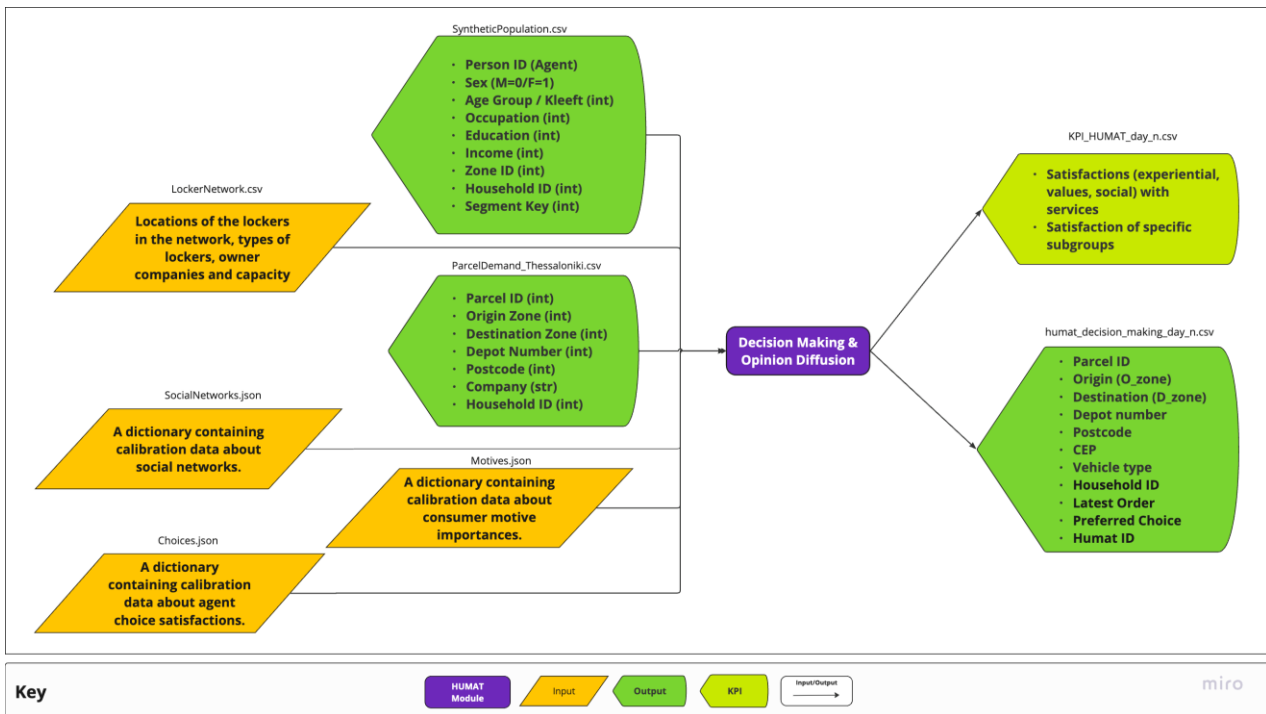 SyntheticPopulation.csv
· Person ID (Agent)
· Sex (M=0/F=1)
· Age Group / Kleeft (int)
· Occupation (int)
· Education (int)
· Income (int)
· Zone ID (int)
· Household ID (int)
· Segment Key (int)
LockerNetwork.csv
Locations of the lockers
in the network, types of
lockers, owner
companies and capacity
ParcelDemand_Thessaloniki.csv
· Parcel ID (int)
· Origin Zone (int)
· Destination Zone (int)
· Depot Number (int)
· Postcode (int)
· Company (str)
· Household ID (int)
SocialNetworks.json
A dictionary containing
calibration data about
social networks.
Motives.json
A dictionary containing
calibration data about
consumer motive
importances.
Choices.json
A dictionary
containing calibration
data about agent
choice satisfactions.
Decision Making &
Opinion Diffusion
KPI_HUMAT_day_n.csv
· Satisfactions (experiential,
values, social) with
services
· Satisfaction of specific
subgroups
humat_decision_making_day_n.csv
· Parcel ID
· Origin (O_zone)
· Destination (D_zone)
· Depot number
· Postcode
· CEP
· Vehicle type
· Household ID
· Latest Order
· Preferred Choice
· Humat ID
Key
HUMAT
Module
Input
Output
KPI
Input/Output
miro